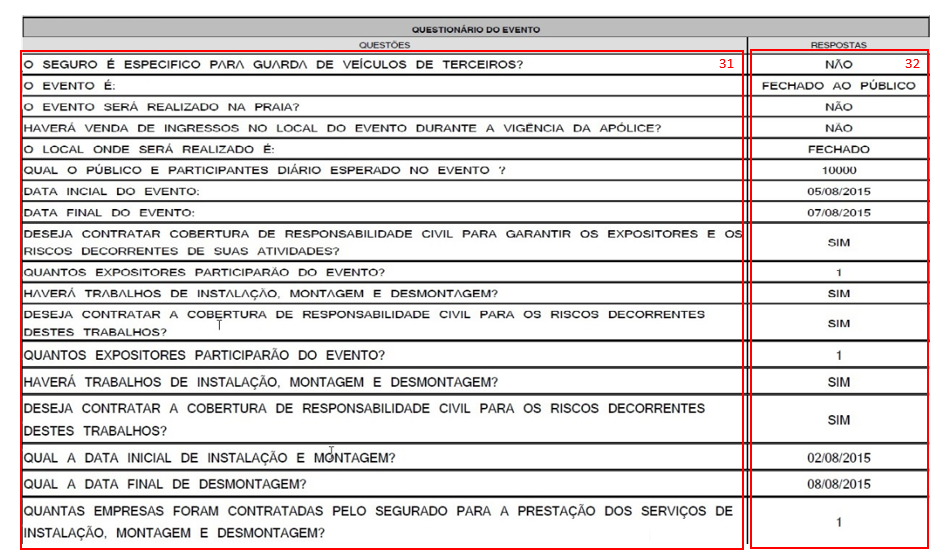 QUESTIONÁRIO DO EVENTO
QUESTÕES RESPOSTAS
O SEGURO É ESPECIFICO PARA GUARDA DE VEÍCULOS DE TERCEIROS? 31 NÃO 32
O EVENTO É: FECHADO AO PÚBLICO
O EVENTO SERÁ REALIZADO NA PRAIA? NÃO
HAVERÁ VENDA DE INGRESSOS NO LOCAL DO EVENTO DURANTE A VIGÊNCIA DA APÓLICE? NÃO
O LOCAL ONDE SERÁ REALIZADO É: FECHADO
QUAL O PÚBLICO E PARTICIPANTES DIÁRIO ESPERADO NO EVENTO ? 10000
DATA INCIAL DO EVENTO: 05/08/2015
DATA FINAL DO EVENTO: 07/08/2015
DESEJA CONTRATAR COBERTURA DE RESPONSABILIDADE CIVIL PARA GARANTIR OS EXPOSITORES E OS
RISCOS DECORRENTES DE SUAS ATIVIDADES? SIM
QUANTOS EXPOSITORES PARTICIPARÃO DO EVENTO? 1
HAVERÁ TRABALHOS DE INSTALAÇÃO, MONTAGEM E DESMONTAGEM? SIM
DESEJA CONTRATAR A COBERTURA DE RESPONSABILIDADE CIVIL PARA OS RISCOS DECORRENTES
DESTES TRABALHOS? SIM
QUANTOS EXPOSITORES PARTICIPARÃO DO EVENTO? 1
HAVERÁ TRABALHOS DE INSTALAÇÃO, MONTAGEM E DESMONTAGEM? SIM
DESEJA CONTRATAR A COBERTURA DE RESPONSABILIDADE CIVIL PARA OS RISCOS DECORRENTES
DESTES TRABALHOS? SIM
QUAL A DATA INICIAL DE INSTALAÇÃO E MONTAGEM? 02/08/2015
QUAL A DATA FINAL DE DESMONTAGEM? 08/08/2015
QUANTAS EMPRESAS FORAM CONTRATADAS PELO SEGURADO PARA A PRESTAÇÃO DOS SERVIÇOS DE
INSTALAÇÃO, MONTAGEM E DESMONTAGEM? 1